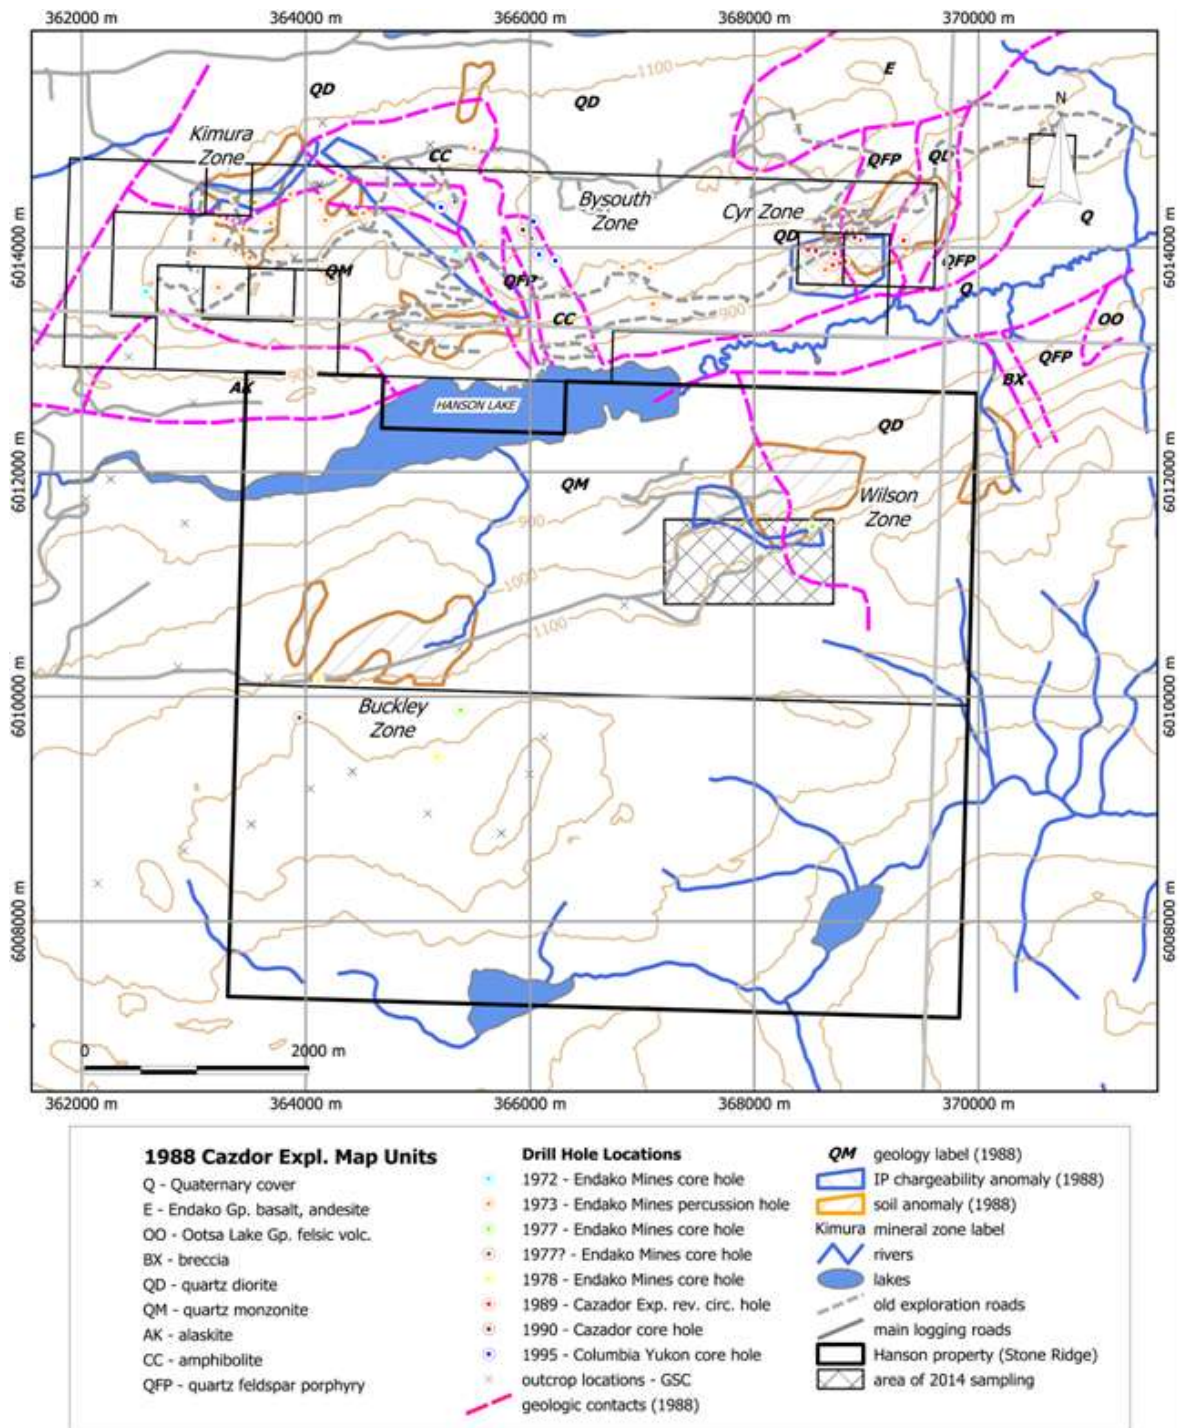 362000 m 364000 m 366000 m 368000 m 370000 m
1100
E
QD
QD
N
Kimura
Zone
CC
QFP
QD
Bysouth
Zone
Cyr Zone
Q
QD
6014000 m
6014000 m
QM
QFP
QFP
Q
900
CC
OO
QFP
BX
AK
900
HANSON LAKE
QD
6012000 m
6012000 m
QM
Wilson
Zone
900
1000
1100
6010000 m
6010000 m
Buckley
Zone
6008000 m
6008000 m
0 2000 m
362000 m 364000 m 366000 m 368000 m 370000 m
1988 Cazdor Expl. Map Units
Q - Quaternary cover
E - Endako Gp. basalt, andesite
OO - Ootsa Lake Gp. felsic volc.
BX - breccia
QD - quartz diorite
QM - quartz monzonite
AK - alaskite
CC - amphibolite
QFP - quartz feldspar porphyry
Drill Hole Locations
1972 - Endako Mines core hole
1973 - Endako Mines percussion hole
1977 - Endako Mines core hole
1977? - Endako Mines core hole
1978 - Endako Mines core hole
1989 - Cazador Exp. rev. circ. hole
1990 - Cazador core hole
1995 - Columbia Yukon core hole
outcrop locations - GSC
geologic contacts (1988)
QM geology label (1988)
IP chargeability anomaly (1988)
soil anomaly (1988)
Kimura mineral zone label
rivers
lakes
old exploration roads
main logging roads
Hanson property (Stone Ridge)
area of 2014 sampling